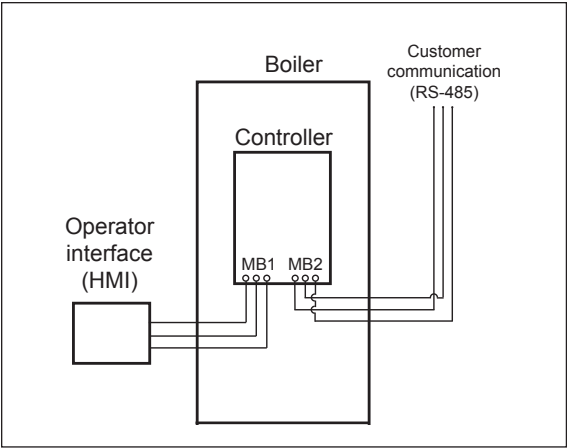 Boiler
Customer
communication
(RS-485)
Controller
Operator
interface
(HMI)
MB1 MB2